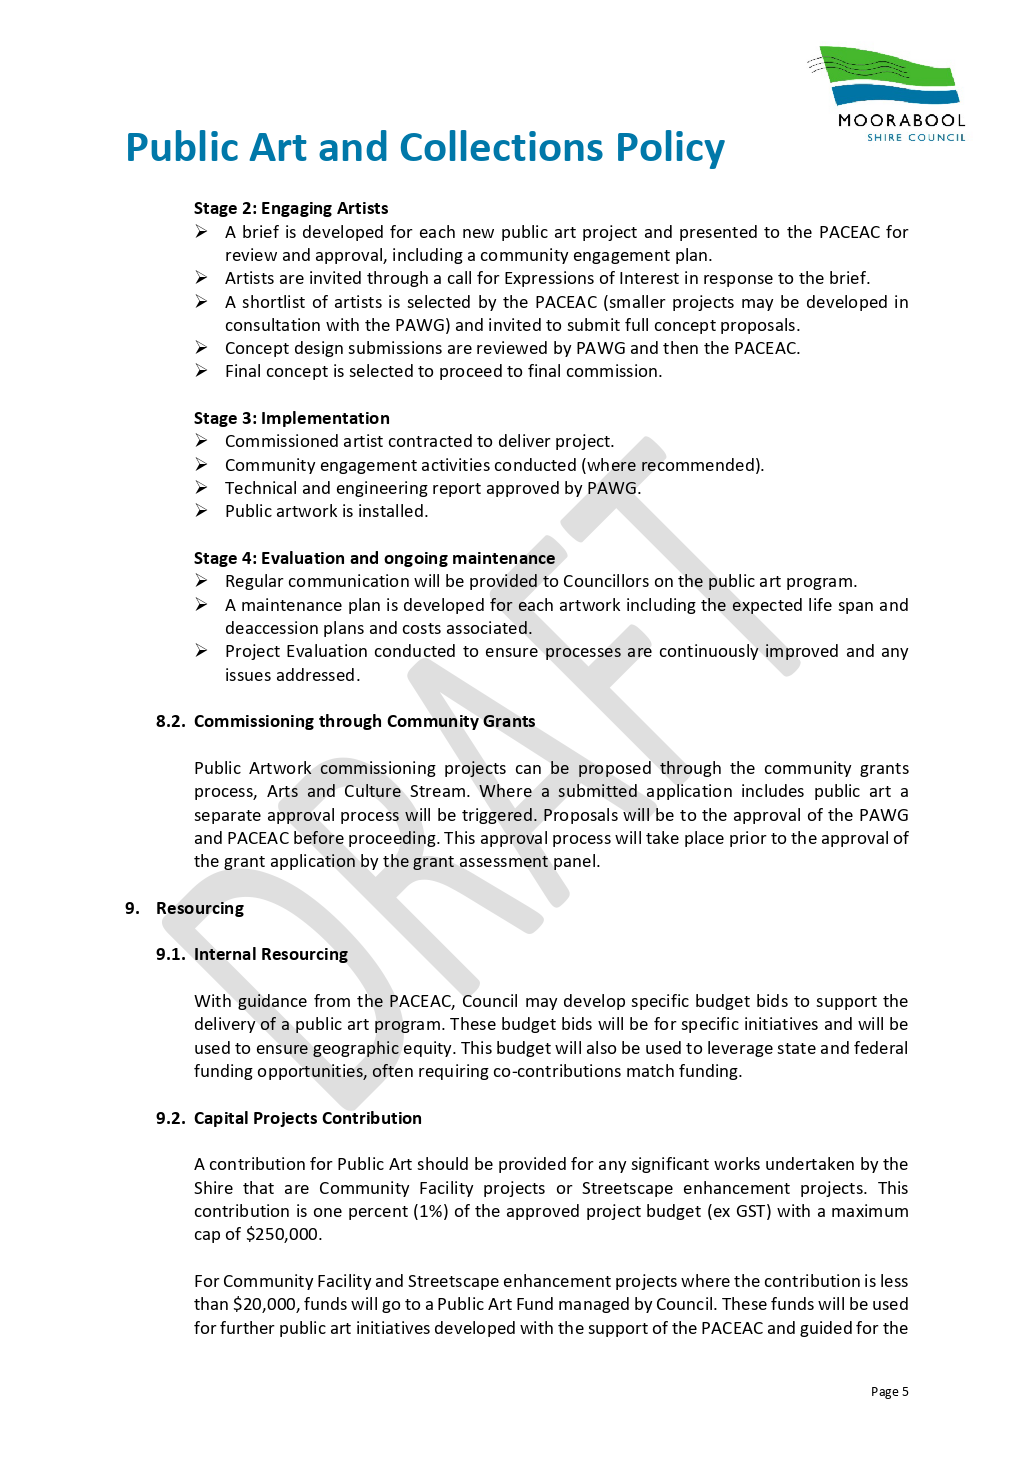 MOORABOOL
SHIRE COUNCIL
Public Art and Collections Policy
Stage 2: Engaging Artists
➢ A brief is developed for each new public art project and presented to the PACEAC for
review and approval, including a community engagement plan.
➢ Artists are invited through a call for Expressions of Interest in response to the brief.
➢ A shortlist of artists is selected by the PACEAC (smaller projects may be developed in
consultation with the PAWG) and invited to submit full concept proposals.
➢ Concept design submissions are reviewed by PAWG and then the PACEAC.
➢ Final concept is selected to proceed to final commission.
Stage 3: Implementation
➢ Commissioned artist contracted to deliver project.
➢ Community engagement activities conducted (where recommended).
➢ Technical and engineering report approved by PAWG.
➢ Public artwork is installed.
Stage 4: Evaluation and ongoing maintenance
➢ Regular communication will be provided to Councillors on the public art program.
➢ A maintenance plan is developed for each artwork including the expected life span and
deaccession plans and costs associated.
➢ Project Evaluation conducted to ensure processes are continuously improved and any
issues addressed.
8.2. Commissioning through Community Grants
Public Artwork commissioning projects can be proposed through the community grants
process, Arts and Culture Stream. Where a submitted application includes public art a
separate approval process will be triggered. Proposals will be to the approval of the PAWG
and PACEAC before proceeding. This approval process will take place prior to the approval of
the grant application by the grant assessment panel.
9. Resourcing
9.1. Internal Resourcing
With guidance from the PACEAC, Council may develop specific budget bids to support the
delivery of a public art program. These budget bids will be for specific initiatives and will be
used to ensure geographic equity. This budget will also be used to leverage state and federal
funding opportunities, often requiring co-contributions match funding.
9.2. Capital Projects Contribution
A contribution for Public Art should be provided for any significant works undertaken by the
Shire that are Community Facility projects or Streetscape enhancement projects. This
contribution is one percent (1%) of the approved project budget (ex GST) with a maximum
cap of $250,000.
For Community Facility and Streetscape enhancement projects where the contribution is less
than $20,000, funds will go to a Public Art Fund managed by Council. These funds will be used
for further public art initiatives developed with the support of the PACEAC and guided for the
Page 5
DRAFT